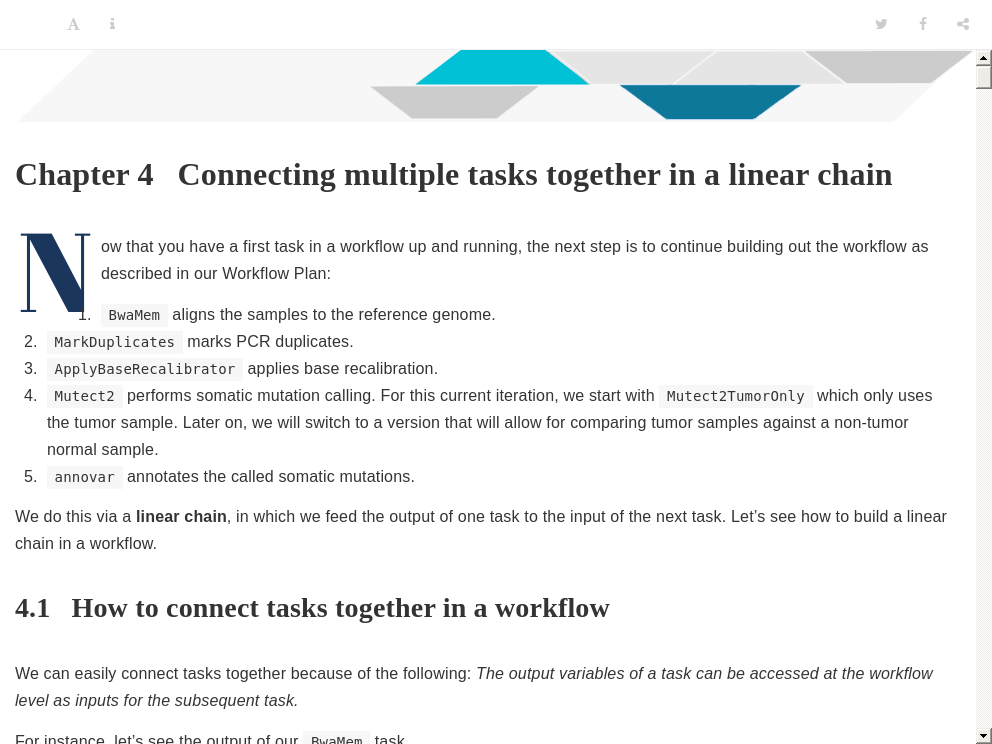 Chapter 4 Connecting multiple tasks together in a linear chain
Now that you have a first task in a workflow up and running, the next step is to continue building out the workflow as
described in our Workflow Plan:
1. BwaMem aligns the samples to the reference genome.
2. MarkDuplicates marks PCR duplicates.
3. ApplyBaseRecalibrator applies base recalibration.
4. Mutect2 performs somatic mutation calling. For this current iteration, we start with Mutect2TumorOnly which only uses
the tumor sample. Later on, we will switch to a version that will allow for comparing tumor samples against a non-tumor
normal sample.
5. annovar annotates the called somatic mutations.
We do this via a linear chain, in which we feed the output of one task to the input of the next task. Let’s see how to build a linear
chain in a workflow.
4.1 How to connect tasks together in a workflow
We can easily connect tasks together because of the following: The output variables of a task can be accessed at the workflow
level as inputs for the subsequent task.
For instance, let’s see the output of our BwaMem task.